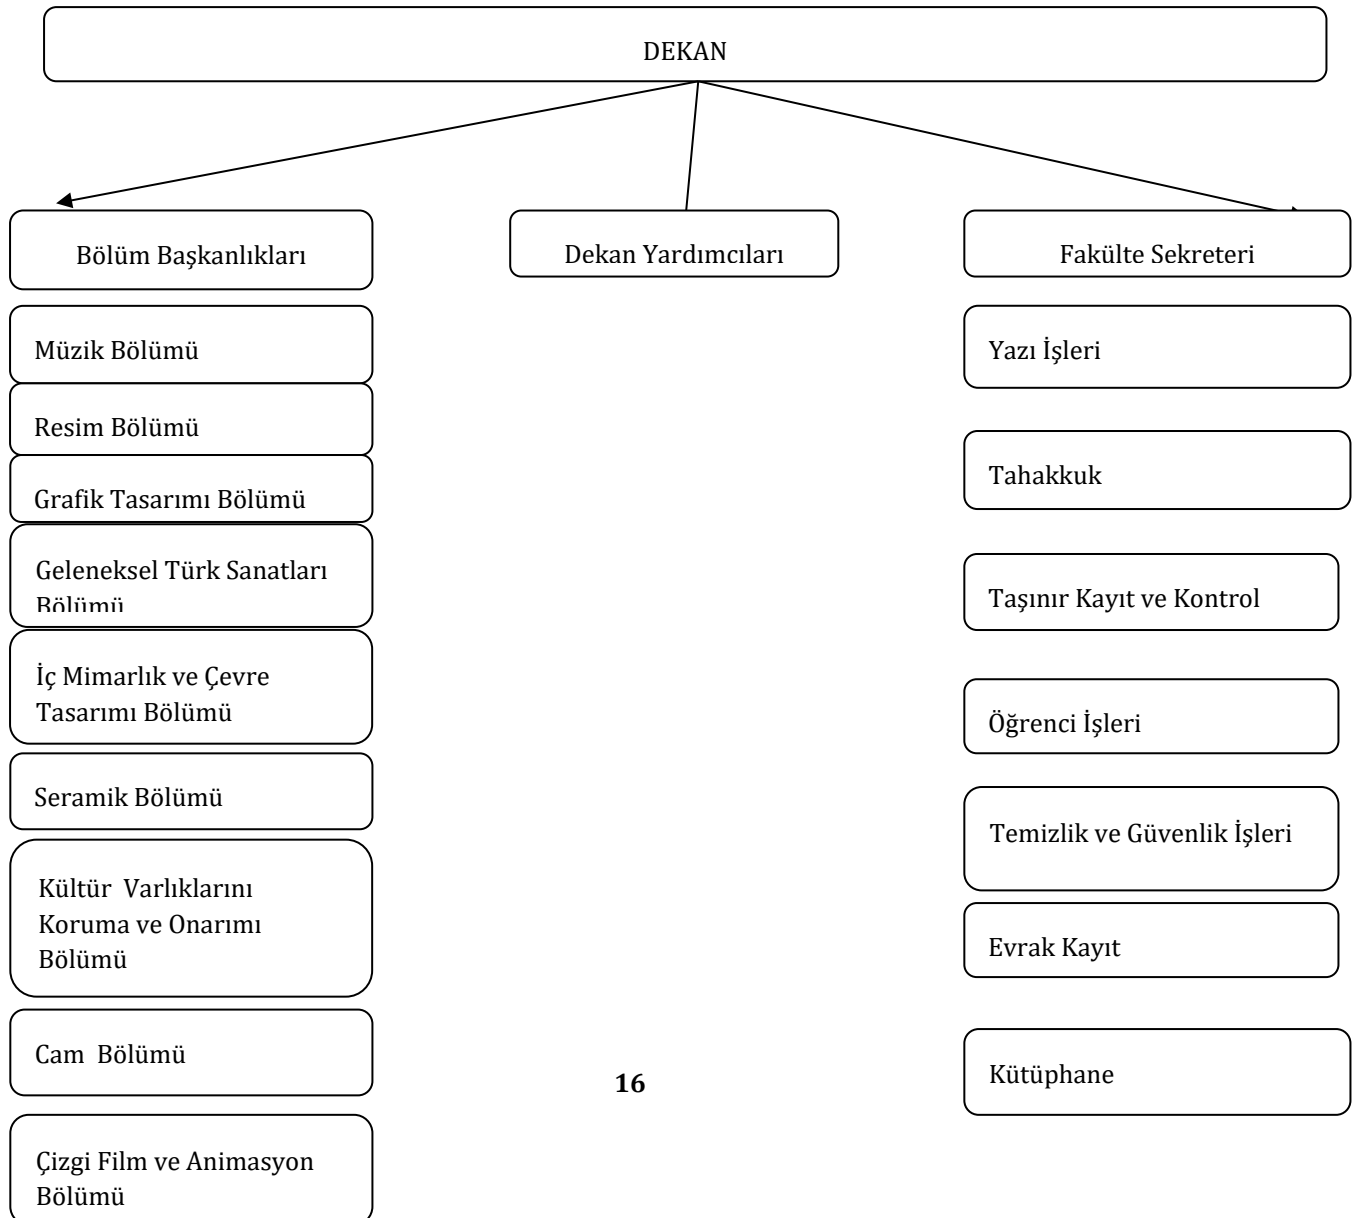 DEKAN
Bölüm Başkanlıkları
Dekan Yardımcıları
Fakülte Sekreteri
Müzik Bölümü
Resim Bölümü
Grafik Tasarımı Bölümü
Geleneksel Türk Sanatları
Bölümü
İç Mimarlık ve Çevre
Tasarımı Bölümü
Seramik Bölümü
Kültür Varlıklarını
Koruma ve Onarımı
Bölümü
Cam Bölümü
Çizgi Film ve Animasyon
Bölümü
Yazı İşleri
Tahakkuk
Taşınır Kayıt ve Kontrol
Öğrenci İşleri
Temizlik ve Güvenlik İşleri
Evrak Kayıt
Kütüphane
16